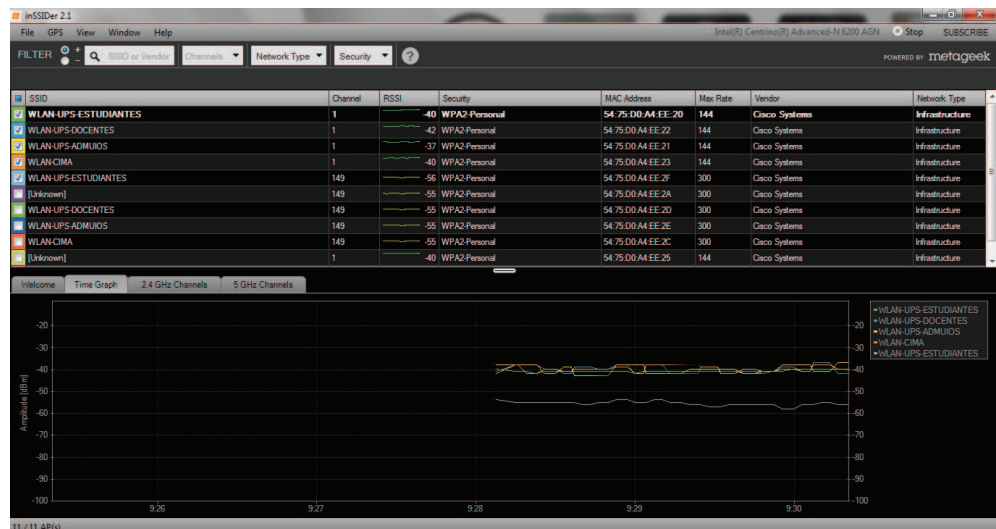 inSSIDer 2.1
File GPS View Window Help Intel(R) Centrino(R) Advanced-N 6200 AGN Stop SUBSCRIBE
FILTER + - SSID or Vendor Channels Network Type Security ? POWERED BY metageek
SSID Channel RSSI Security MAC Address Max Rate Vendor Network Type
WLAN-UPS-ESTUDIANTES 1 -40 WPA2-Personal 54:75:D0:A4:EE:20 144 Cisco Systems Infrastructure
WLAN-UPS-DOCENTES 1 -42 WPA2-Personal 54:75:D0:A4:EE:22 144 Cisco Systems Infrastructure
WLAN-UPS-ADMUIOS 1 -37 WPA2-Personal 54:75:D0:A4:EE:21 144 Cisco Systems Infrastructure
WLAN-CIMA 1 -40 WPA2-Personal 54:75:D0:A4:EE:23 144 Cisco Systems Infrastructure
WLAN-UPS-ESTUDIANTES 149 -56 WPA2-Personal 54:75:D0:A4:EE:2F 300 Cisco Systems Infrastructure
[Unknown] 149 -55 WPA2-Personal 54:75:D0:A4:EE:2A 300 Cisco Systems Infrastructure
WLAN-UPS-DOCENTES 149 -55 WPA2-Personal 54:75:D0:A4:EE:2D 300 Cisco Systems Infrastructure
WLAN-UPS-ADMUIOS 149 -55 WPA2-Personal 54:75:D0:A4:EE:2E 300 Cisco Systems Infrastructure
WLAN-CIMA 149 -55 WPA2-Personal 54:75:D0:A4:EE:2C 300 Cisco Systems Infrastructure
[Unknown] 1 -40 WPA2-Personal 54:75:D0:A4:EE:25 144 Cisco Systems Infrastructure
Welcome Time Graph 2.4 GHz Channels 5 GHz Channels
WLAN-UPS-ESTUDIANTES
WLAN-UPS-DOCENTES
WLAN-UPS-ADMUIOS
WLAN-CIMA
WLAN-UPS-ESTUDIANTES
Amplitude [dBm]
-20 -20
-30 -30
-40 -40
-50 -50
-60 -60
-70 -70
-80 -80
-90 -90
-100 -100
9:26 9:27 9:28 9:29 9:30
11 / 11 AP(s)